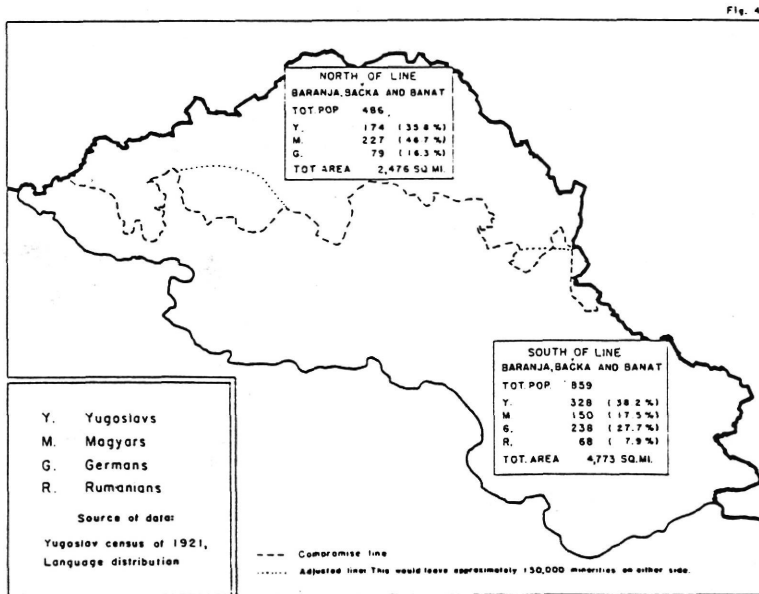 Fig. 4
NORTH OF LINE
BARANJA, BAČKA AND BANAT
TOT. POP 486
Y. 174 (35.8 %)
M. 227 (46.7 %)
G. 79 (16.3 %)
TOT AREA 2,476 SQ.MI.
SOUTH OF LINE
BARANJA, BAČKA AND BANAT
TOT. POP. 859
Y. 328 (38.2 %)
M 150 (17.5 %)
G. 238 (27.7 %)
R. 68 (7.9 %)
TOT. AREA 4,773 SQ.MI.
Y. Yugoslavs
M. Magyars
G. Germans
R. Rumanians
Source of data:
Yugoslav census of 1921,
Language distribution
Compromise line
Adjusted line: This would leave approximately 150,000 minorities on either side.